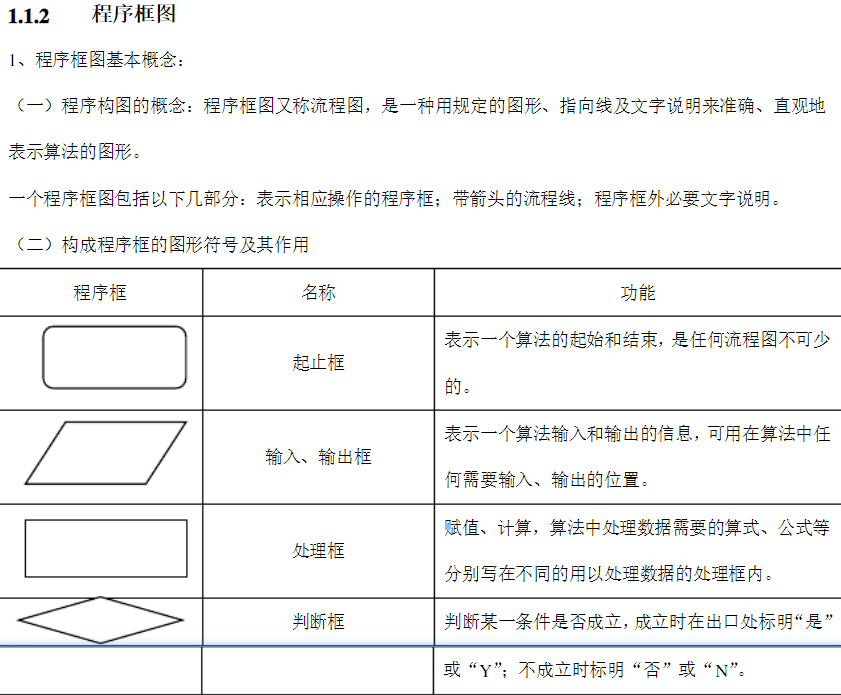 1.1.2 程序框图
1、程序框图基本概念：
（一）程序构图的概念：程序框图又称流程图，是一种用规定的图形、指向线及文字说明来准确、直观地
表示算法的图形。
一个程序框图包括以下几部分：表示相应操作的程序框；带箭头的流程线；程序框外必要文字说明。
（二）构成程序框的图形符号及其作用
程序框 名称 功能
起止框
表示一个算法的起始和结束，是任何流程图不可少
的。
输入、输出框
表示一个算法输入和输出的信息，可用在算法中任
何需要输入、输出的位置。
处理框
赋值、计算，算法中处理数据需要的算式、公式等
分别写在不同的用以处理数据的处理框内。
判断框
判断某一条件是否成立，成立时在出口处标明“是”
或“Y”；不成立时标明“否”或“N”。